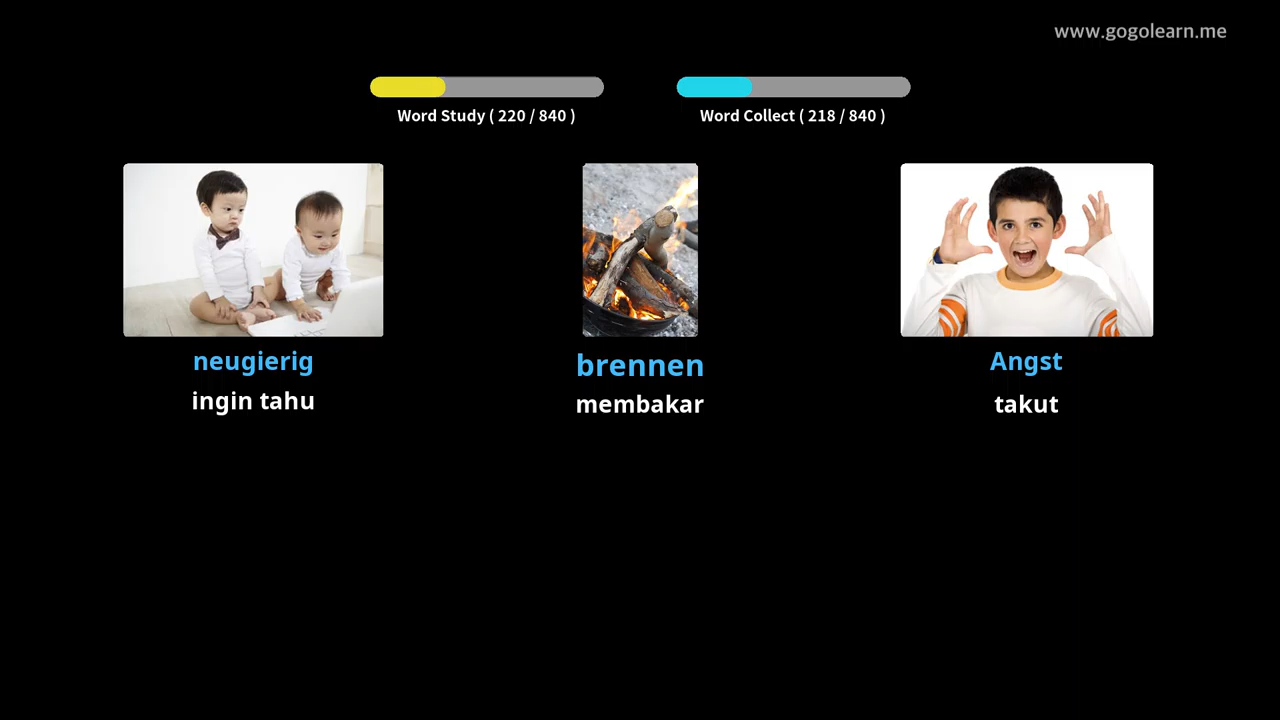 www.gogolearn.me
Word Study ( 220 / 840 )
Word Collect ( 218 / 840 )
neugierig
ingin tahu
brennen
membakar
Angst
takut